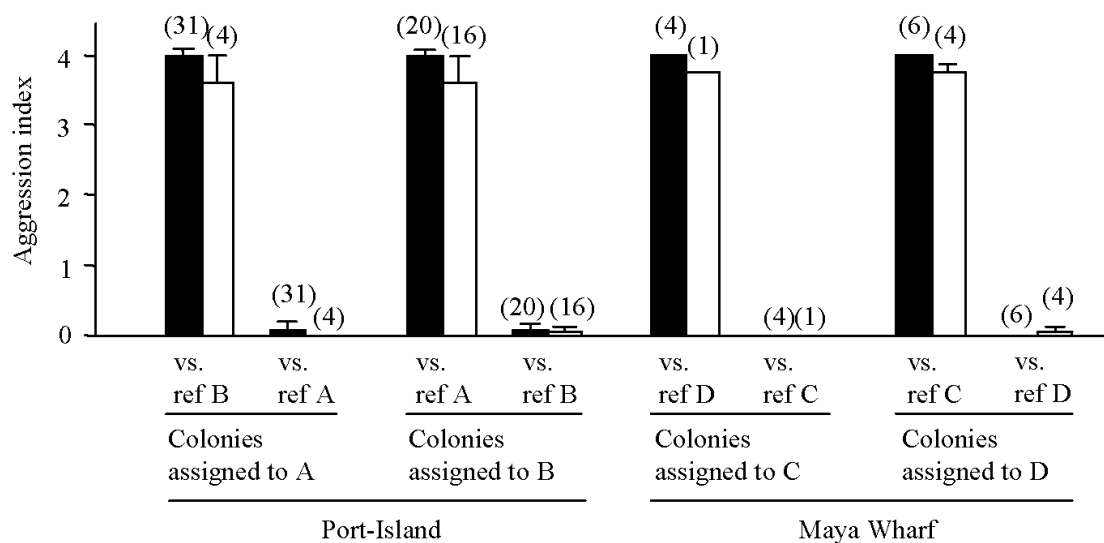 (31)
(4)
(20)
(16)
(4)
(1)
(6)
(4)
4
3
2
1
0
Aggression index
(31)
(4)
(20)
(16)
(4)
(1)
(6)
(4)
vs.
ref B
vs.
ref A
vs.
ref A
vs.
ref B
vs.
ref D
vs.
ref C
vs.
ref C
vs.
ref D
Colonies
assigned to A
Colonies
assigned to B
Colonies
assigned to C
Colonies
assigned to D
Port-Island
Maya Wharf